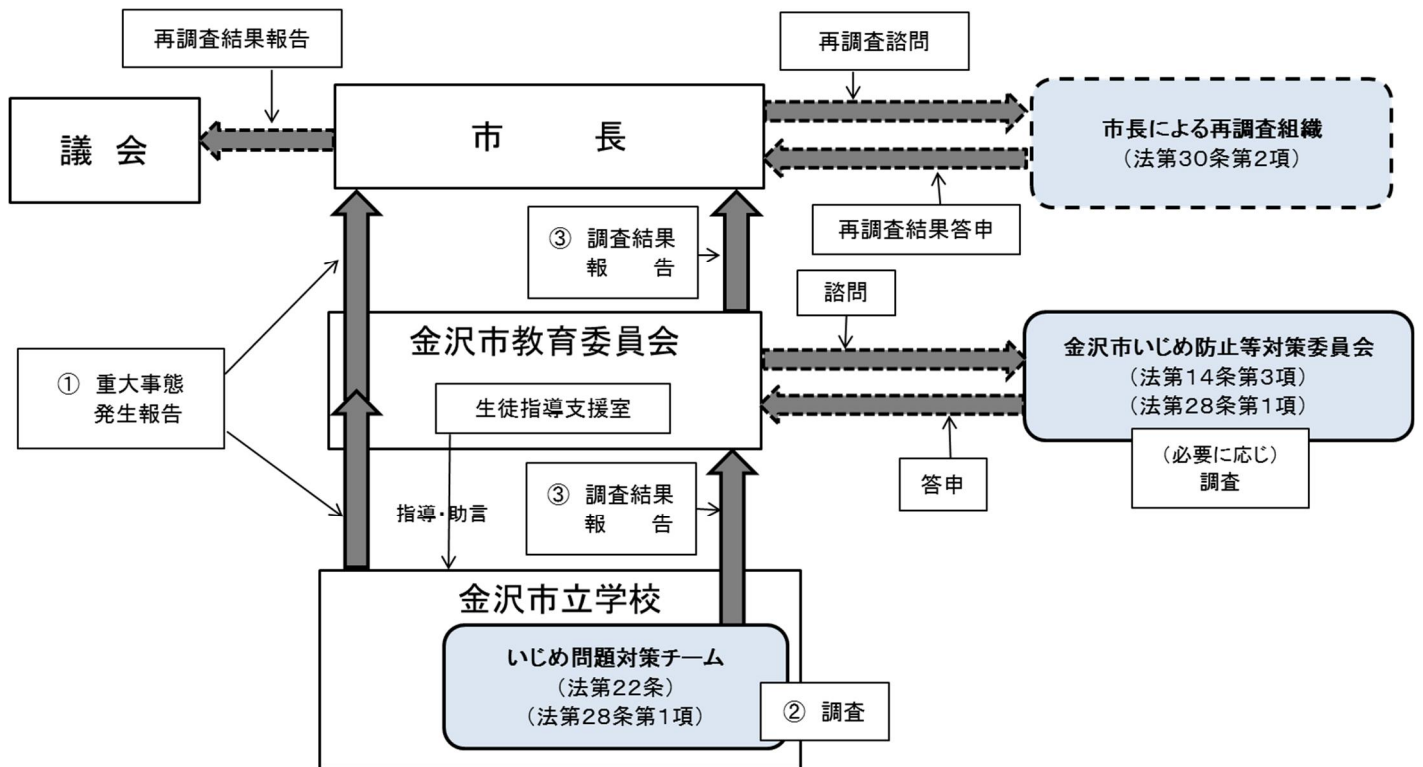 再調査結果報告
再調査諮問
議 会
市 長
市長による再調査組織
（法第30条第2項）
③ 調査結果
報 告
再調査結果答申
諮問
① 重大事態
発生報告
金沢市教育委員会
生徒指導支援室
金沢市いじめ防止等対策委員会
（法第14条第3項）
（法第28条第1項）
（必要に応じ）
調査
答申
指導・助言
③ 調査結果
報 告
金沢市立学校
いじめ問題対策チーム
（法第22条）
（法第28条第1項）
② 調査